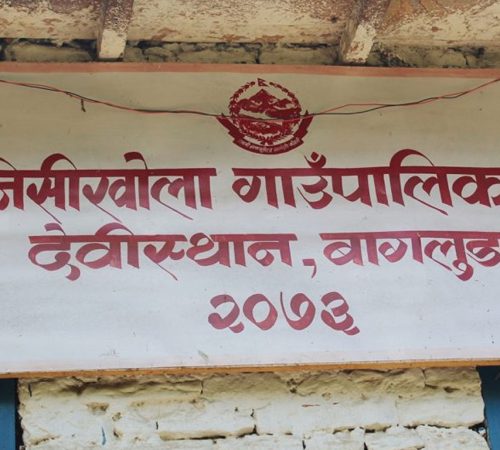 निसीखोला गाउँपालिक
देवीस्थान, बागलुङ
२०७३